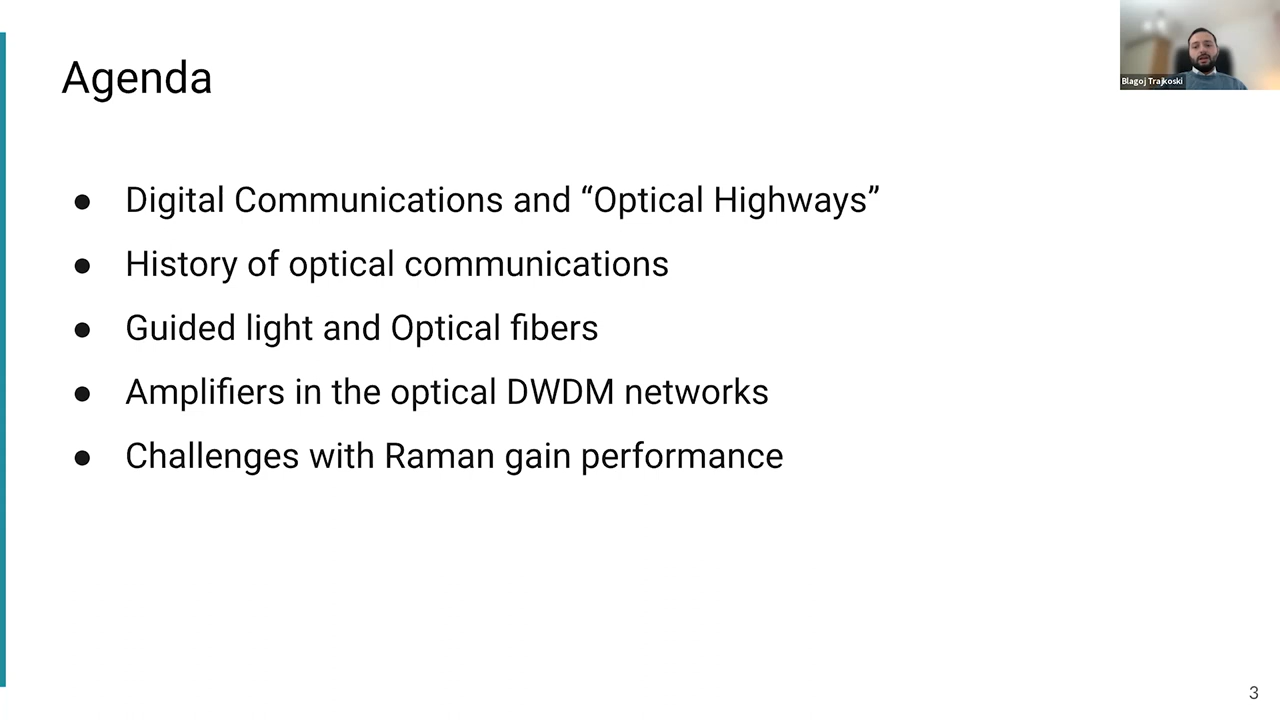 Agenda
Blagoj Trajkoski
● Digital Communications and “Optical Highways”
● History of optical communications
● Guided light and Optical fibers
● Amplifiers in the optical DWDM networks
● Challenges with Raman gain performance
3